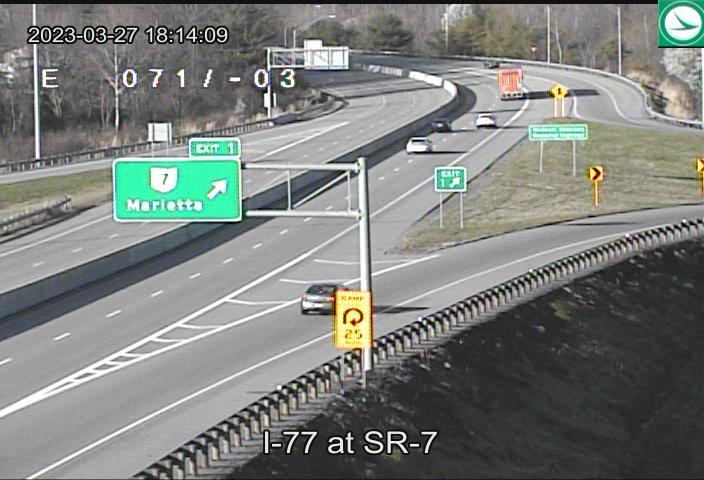 2023-03-27 18:14:09
E 071/-03
EXIT 1
7
Marietta
EXIT
1
RAMP
25
I-77 at SR-7